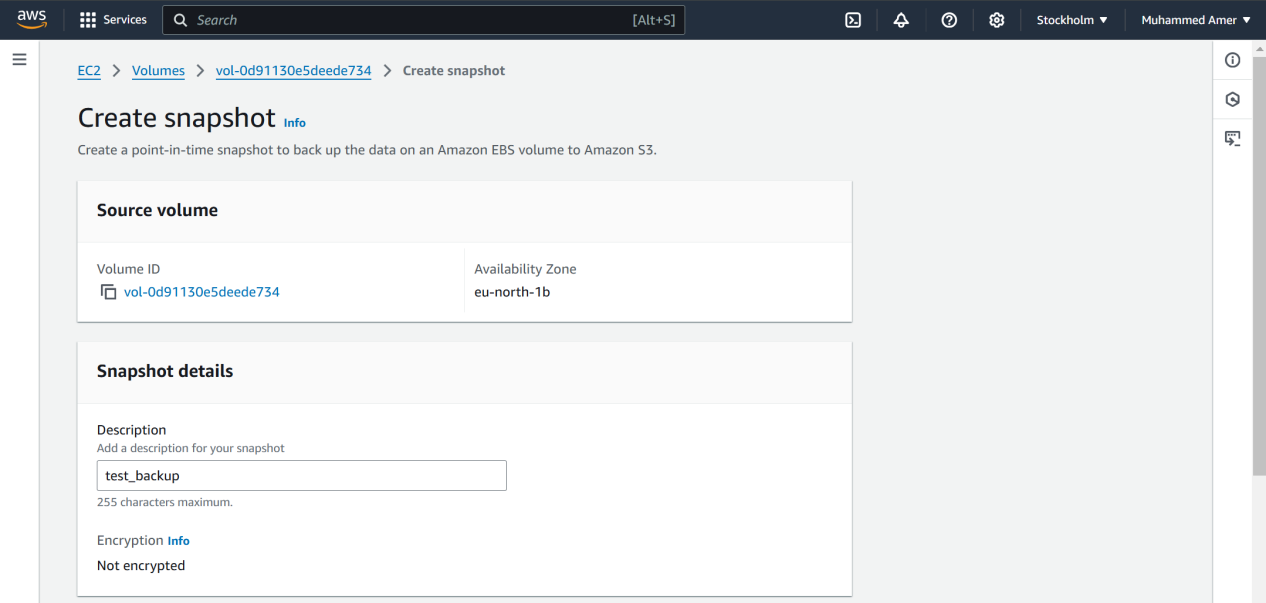 aws Services Search [Alt+S] Stockholm ▼ Muhammed Amer ▼
EC2 > Volumes > vol-0d91130e5deede734 > Create snapshot
Create snapshot Info
Create a point-in-time snapshot to back up the data on an Amazon EBS volume to Amazon S3.
Source volume
Volume ID
vol-0d91130e5deede734
Availability Zone
eu-north-1b
Snapshot details
Description
Add a description for your snapshot
test_backup
255 characters maximum.
Encryption Info
Not encrypted